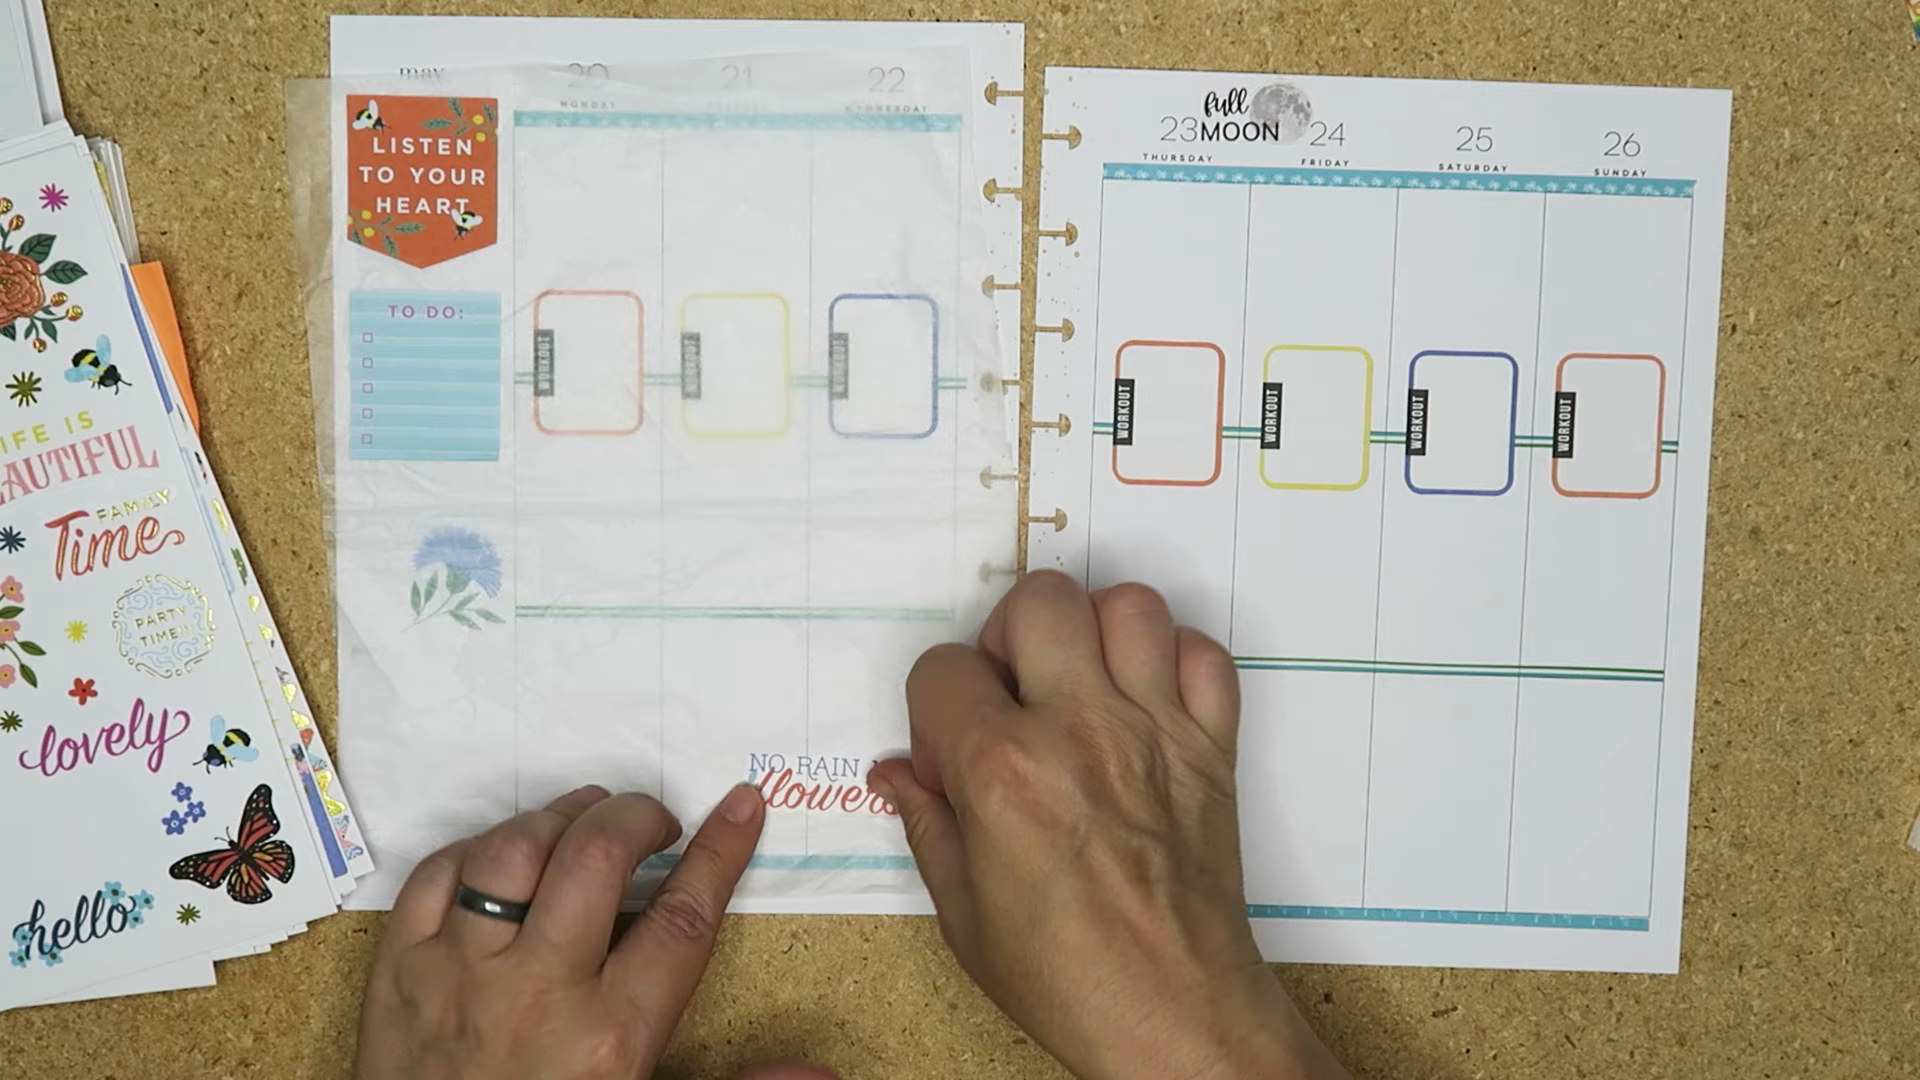 may
20
MONDAY
21
22
WEDNESDAY
LISTEN
TO YOUR
HEART
TO DO:
WORKOUT
WORKOUT
WORKOUT
NO RAIN
flowers
full
MOON
23
THURSDAY
24
FRIDAY
25
SATURDAY
26
SUNDAY
WORKOUT
WORKOUT
WORKOUT
WORKOUT
IFE IS
EAUTIFUL
FAMILY
Time
PARTY
TIME!!!
lovely
hello